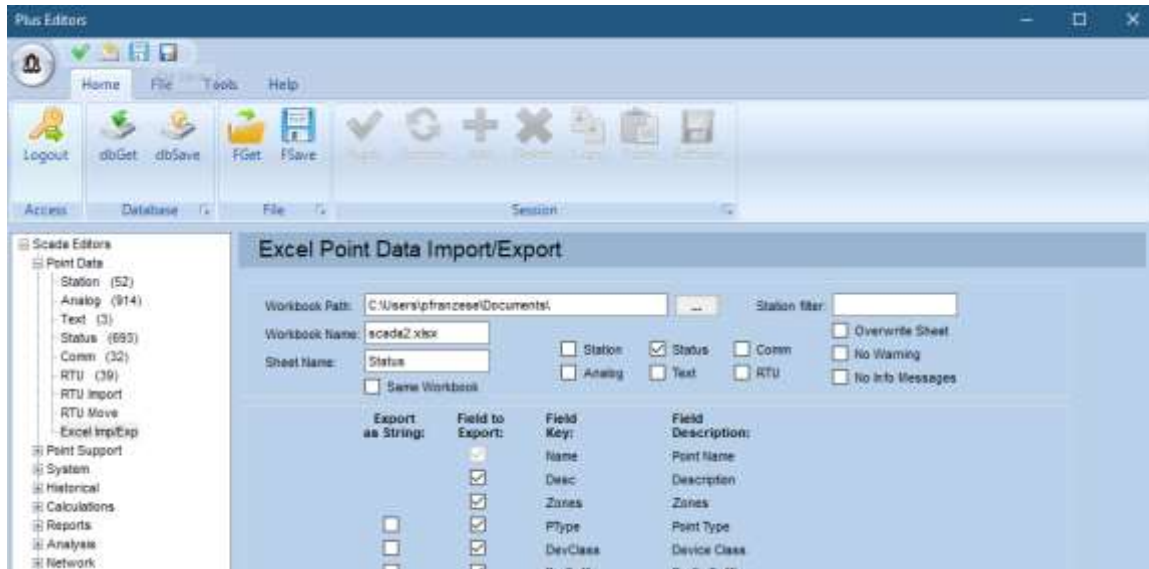 Plus Editors
Home File Tools Help
Logout dbGet dbSave FGet FSave
Access Database File Session
Scada Editors
Point Data
Station (52)
Analog (914)
Text (3)
Status (693)
Comm (32)
RTU (39)
RTU Import
RTU Move
Excel Imp/Exp
Point Support
System
Historical
Calculations
Reports
Analysis
Network
Excel Point Data Import/Export
Workbook Path: C:\Users\pfranzese\Documents\ ... Station filter:
Workbook Name: scada2.xlsx
Sheet Name: Status
Same Workbook
Station Status Comm
Analog Text RTU
Overwrite Sheet
No Warning
No Info Messages
Export as String: Field to Export: Field Key: Field Description:
Name Point Name
Desc Description
Zones Zones
PType Point Type
DevClass Device Class